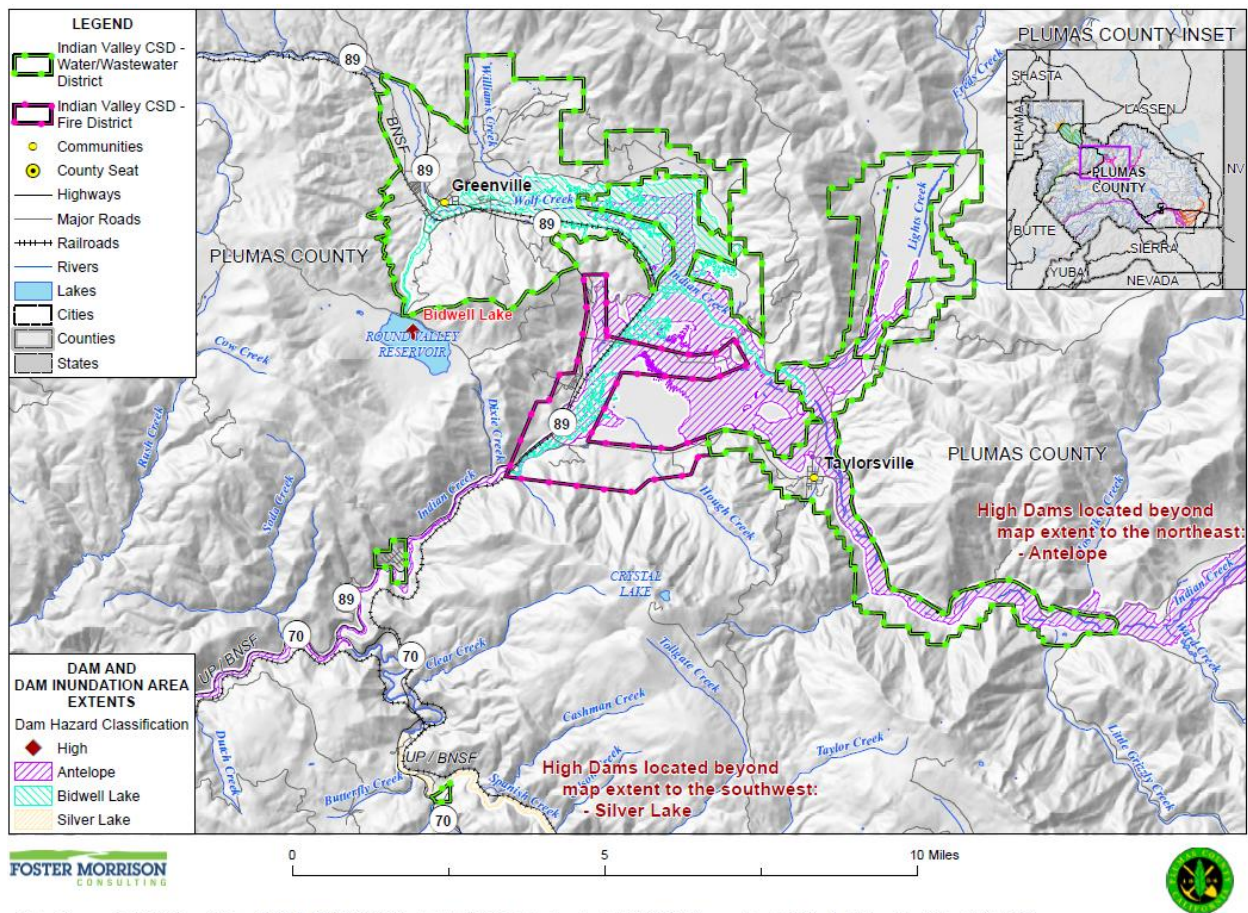 LEGEND
Indian Valley CSD -
Water/Wastewater
District
Indian Valley CSD -
Fire District
Communities
County Seat
Highways
Major Roads
Railroads
Rivers
Lakes
Cities
Counties
States
PLUMAS COUNTY INSET
SHASTA
LASSEN
TEHAMA
PLUMAS
COUNTY
NV
BUTTE
SIERRA
YUBA
NEVADA
89
Williams Creek
BNSF
89
Greenville
Wolf Creek
89
Lights Creek
PLUMAS COUNTY
Indian Creek
Bidwell Lake
ROUND VALLEY
RESERVOIR
Cow Creek
Dixie Creek
89
Rush Creek
Soda Creek
Indian Creek
Hough Creek
Taylorsville
PLUMAS COUNTY
High Dams located beyond
map extent to the northeast:
- Antelope
CRYSTAL
LAKE
89
70
UP / BNSF
70
Clear Creek
Tollgate Creek
Indian Creek
Ward Creek
Cashman Creek
Taylor Creek
Little Grizzly Creek
Dutch Creek
UP / BNSF
Butterfly Creek
Spanish Creek
70
High Dams located beyond
map extent to the southwest:
- Silver Lake
DAM AND
DAM INUNDATION AREA
EXTENTS
Dam Hazard Classification
High
Antelope
Bidwell Lake
Silver Lake
FOSTER MORRISON
CONSULTING
0
5
10 Miles
PLUMAS COUNTY
CALIFORNIA